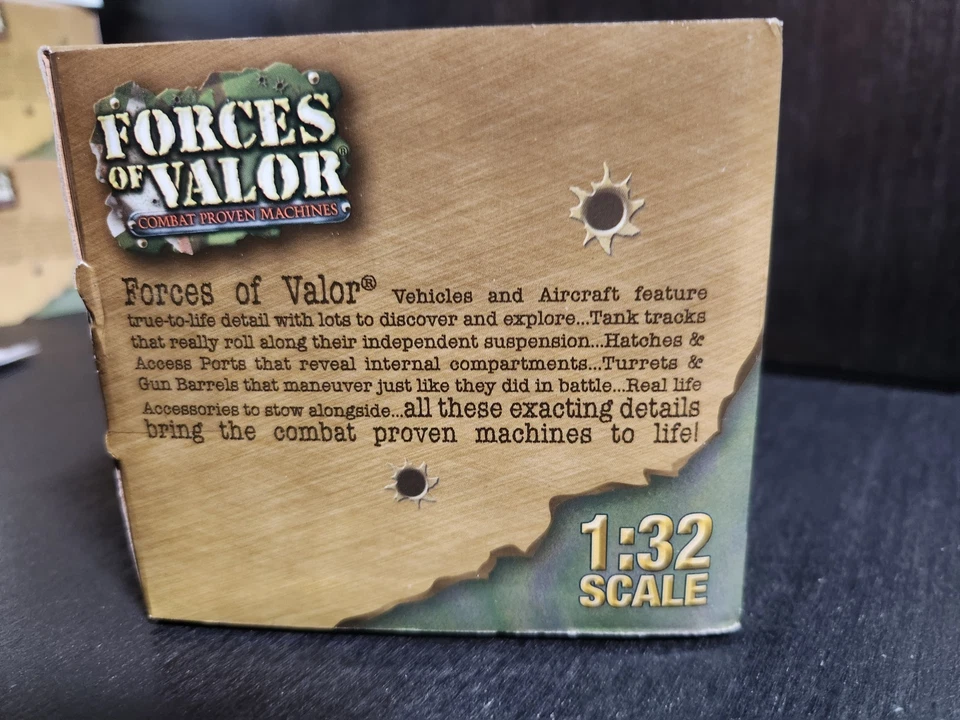 FORCES
OF VALOR®
COMBAT PROVEN MACHINES
Forces of Valor® Vehicles and Aircraft feature
true-to-life detail with lots to discover and explore...Tank tracks
that really roll along their independent suspension...Hatches &
Access Ports that reveal internal compartments...Turrets &
Gun Barrels that maneuver just like they did in battle...Real life
Accessories to stow alongside...all these exacting details
bring the combat proven machines to life!
1:32
SCALE